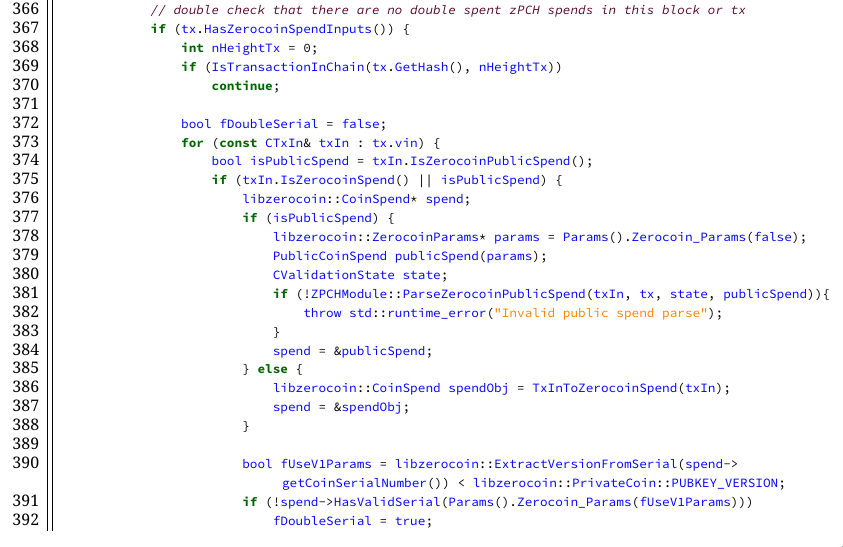 366 // double check that there are no double spent zPCH spends in this block or tx
367 if (tx.HasZerocoinSpendInputs()) {
368 int nHeightTx = 0;
369 if (IsTransactionInChain(tx.GetHash(), nHeightTx))
370 continue;
371
372 bool fDoubleSerial = false;
373 for (const CTxIn& txIn : tx.vin) {
374 bool isPublicSpend = txIn.IsZerocoinPublicSpend();
375 if (txIn.IsZerocoinSpend() || isPublicSpend) {
376 libzerocoin::CoinSpend* spend;
377 if (isPublicSpend) {
378 libzerocoin::ZerocoinParams* params = Params().Zerocoin_Params(false);
379 PublicCoinSpend publicSpend(params);
380 CValidationState state;
381 if (!ZPCHModule::ParseZerocoinPublicSpend(txIn, tx, state, publicSpend)){
382 throw std::runtime_error("Invalid public spend parse");
383 }
384 spend = &publicSpend;
385 } else {
386 libzerocoin::CoinSpend spendObj = TxInToZerocoinSpend(txIn);
387 spend = &spendObj;
388 }
389
390 bool fUseV1Params = libzerocoin::ExtractVersionFromSerial(spend->
getCoinSerialNumber()) < libzerocoin::PrivateCoin::PUBKEY_VERSION;
391 if (!spend->HasValidSerial(Params().Zerocoin_Params(fUseV1Params)))
392 fDoubleSerial = true;